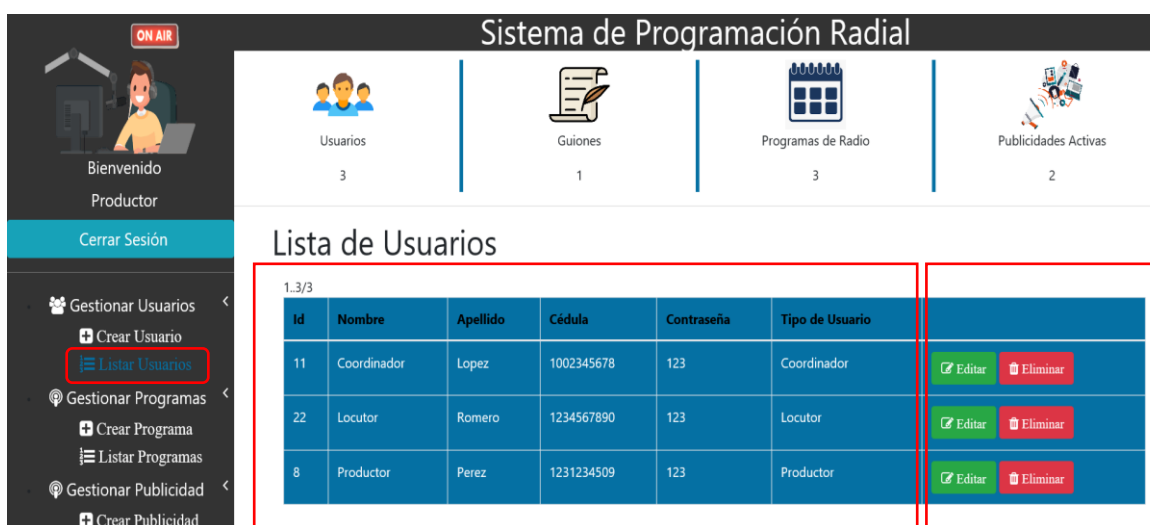 ON AIR
Sistema de Programación Radial
Bienvenido
Productor
Cerrar Sesión
Gestionar Usuarios
Crear Usuario
Listar Usuarios
Gestionar Programas
Crear Programa
Listar Programas
Gestionar Publicidad
Crear Publicidad
Usuarios Guiones Programas de Radio Publicidades Activas
3 1 3 2
Lista de Usuarios
1..3/3
Id Nombre Apellido Cédula Contraseña Tipo de Usuario
11 Coordinador Lopez 1002345678 123 Coordinador Editar Eliminar
22 Locutor Romero 1234567890 123 Locutor Editar Eliminar
8 Productor Perez 1231234509 123 Productor Editar Eliminar